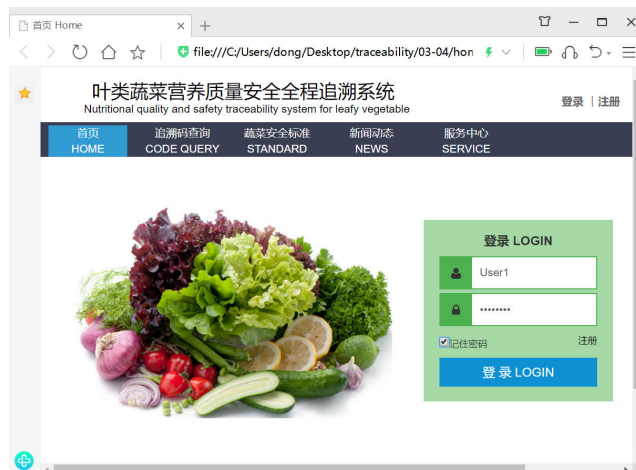 首页 Home
file:///C:/Users/dong/Desktop/traceability/03-04/hon
叶类蔬菜营养质量安全全程追溯系统
Nutritional quality and safety traceability system for leafy vegetable
登录 | 注册
首页 追溯码查询 蔬菜安全标准 新闻动态 服务中心
HOME CODE QUERY STANDARD NEWS SERVICE
登录 LOGIN
User1
••••••••
记住密码 注册
登 录 LOGIN